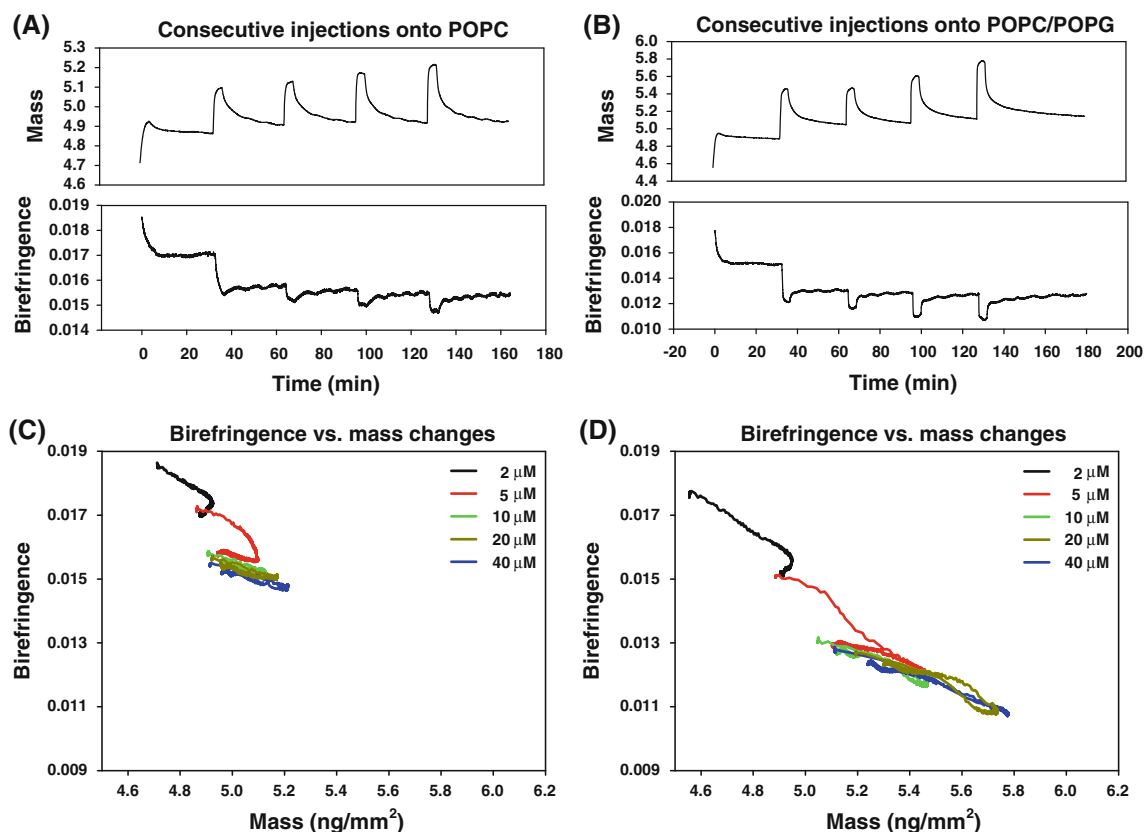 (A)
Consecutive injections onto POPC
5.3
5.2
5.1
5.0
4.9
4.8
4.7
4.6
Mass
0.019
0.017
0.015
0.014
Birefringence
0 20 40 60 80 100 120 140 160 180
Time (min)
(B)
Consecutive injections onto POPC/POPG
6.0
5.8
5.6
5.4
5.2
5.0
4.8
4.6
4.4
Mass
0.020
0.016
0.014
0.012
0.010
Birefringence
-20 0 20 40 60 80 100 120 140 160 180 200
Time (min)
(C)
Birefringence vs. mass changes
0.019
0.017
0.015
0.013
0.011
0.009
Birefringence
2 μM
5 μM
10 μM
20 μM
40 μM
4.6 4.8 5.0 5.2 5.4 5.6 5.8 6.0 6.2
Mass (ng/mm²)
(D)
Birefringence vs. mass changes
0.019
0.017
0.015
0.013
0.011
0.009
Birefringence
2 μM
5 μM
10 μM
20 μM
40 μM
4.6 4.8 5.0 5.2 5.4 5.6 5.8 6.0 6.2
Mass (ng/mm²)